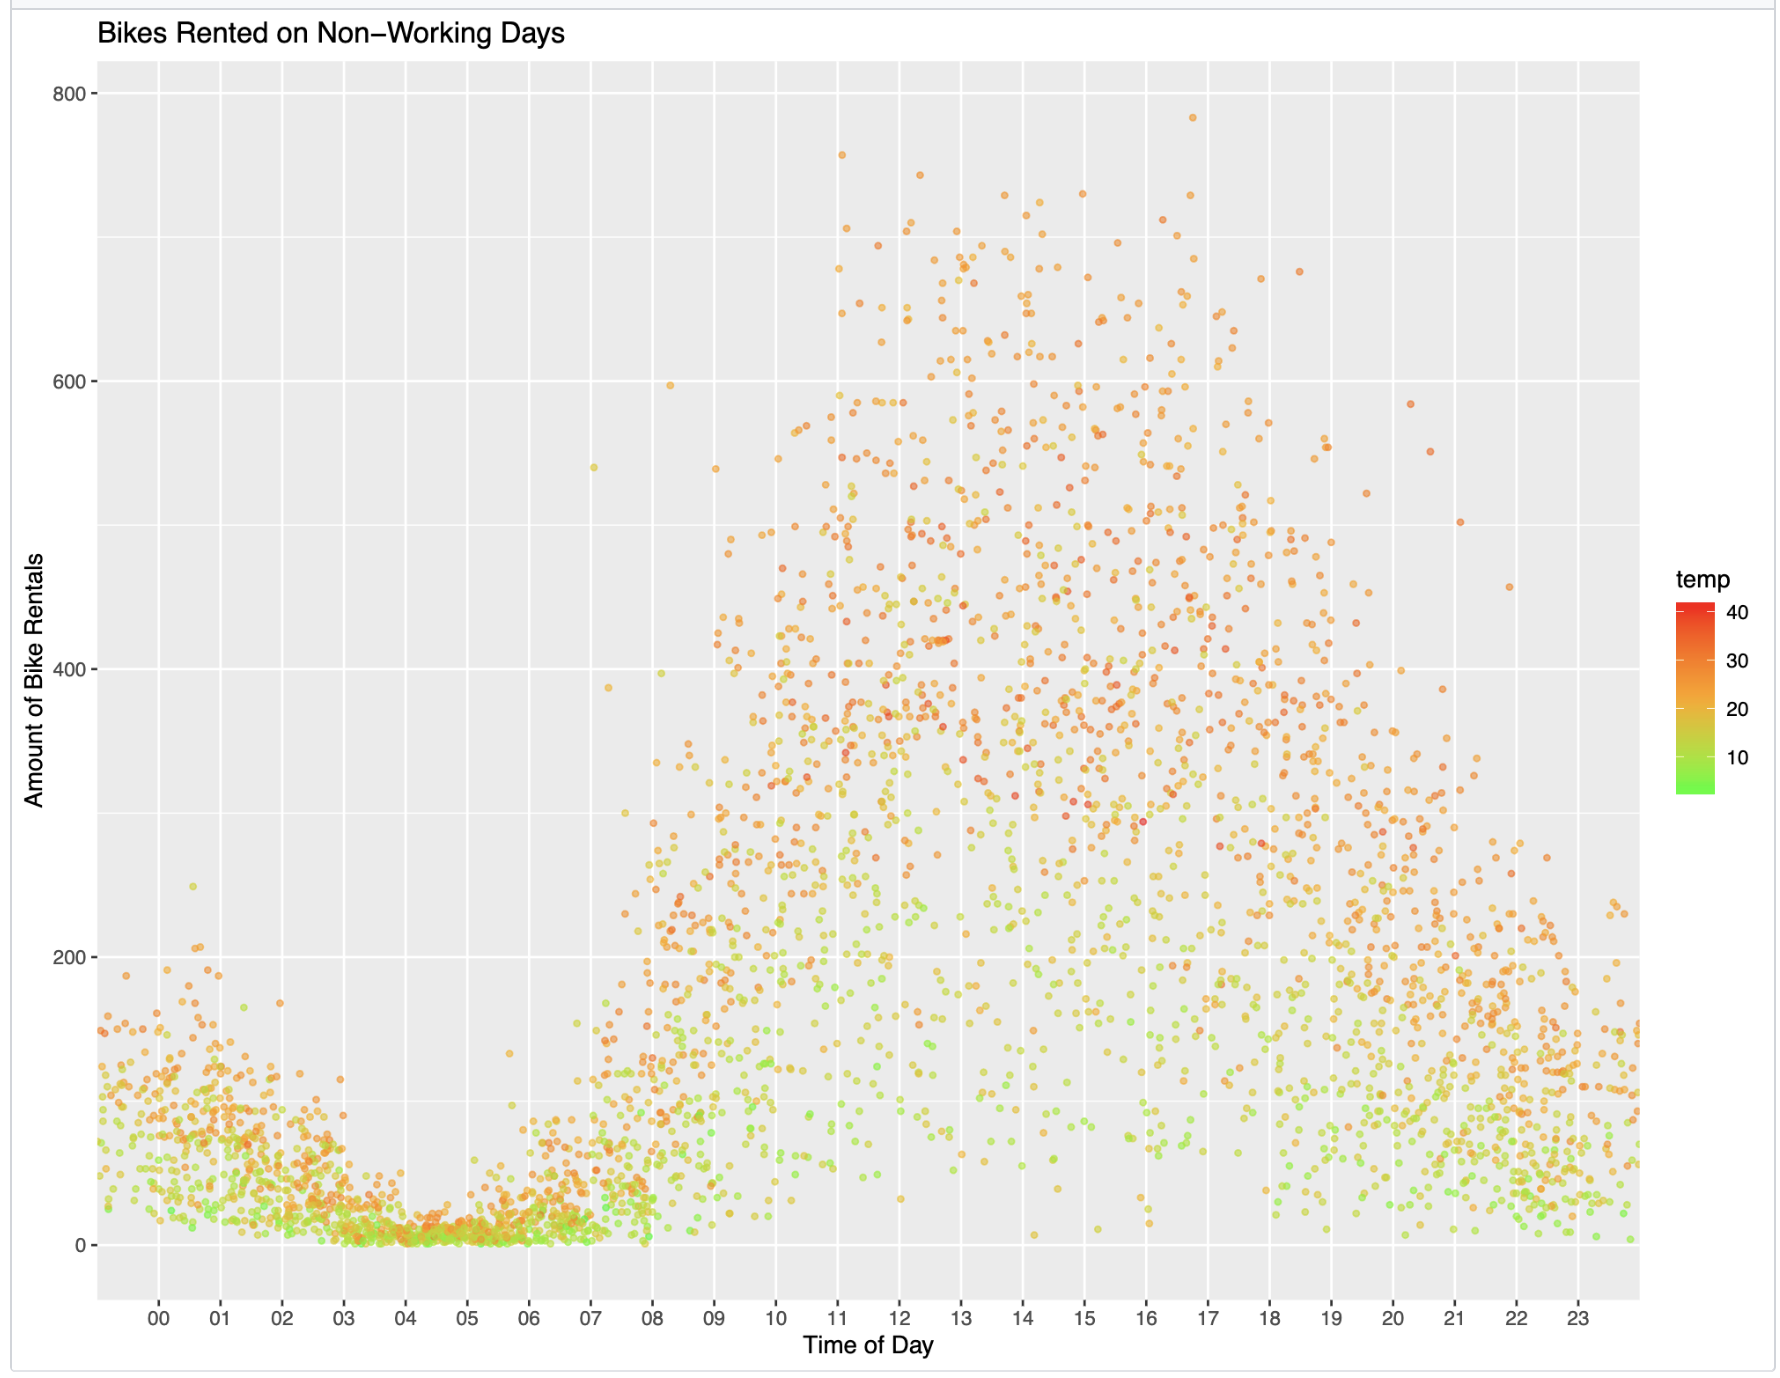 Bikes Rented on Non−Working Days
800
600
400
200
0
Amount of Bike Rentals
00 01 02 03 04 05 06 07 08 09 10 11 12 13 14 15 16 17 18 19 20 21 22 23
Time of Day
temp
40
30
20
10